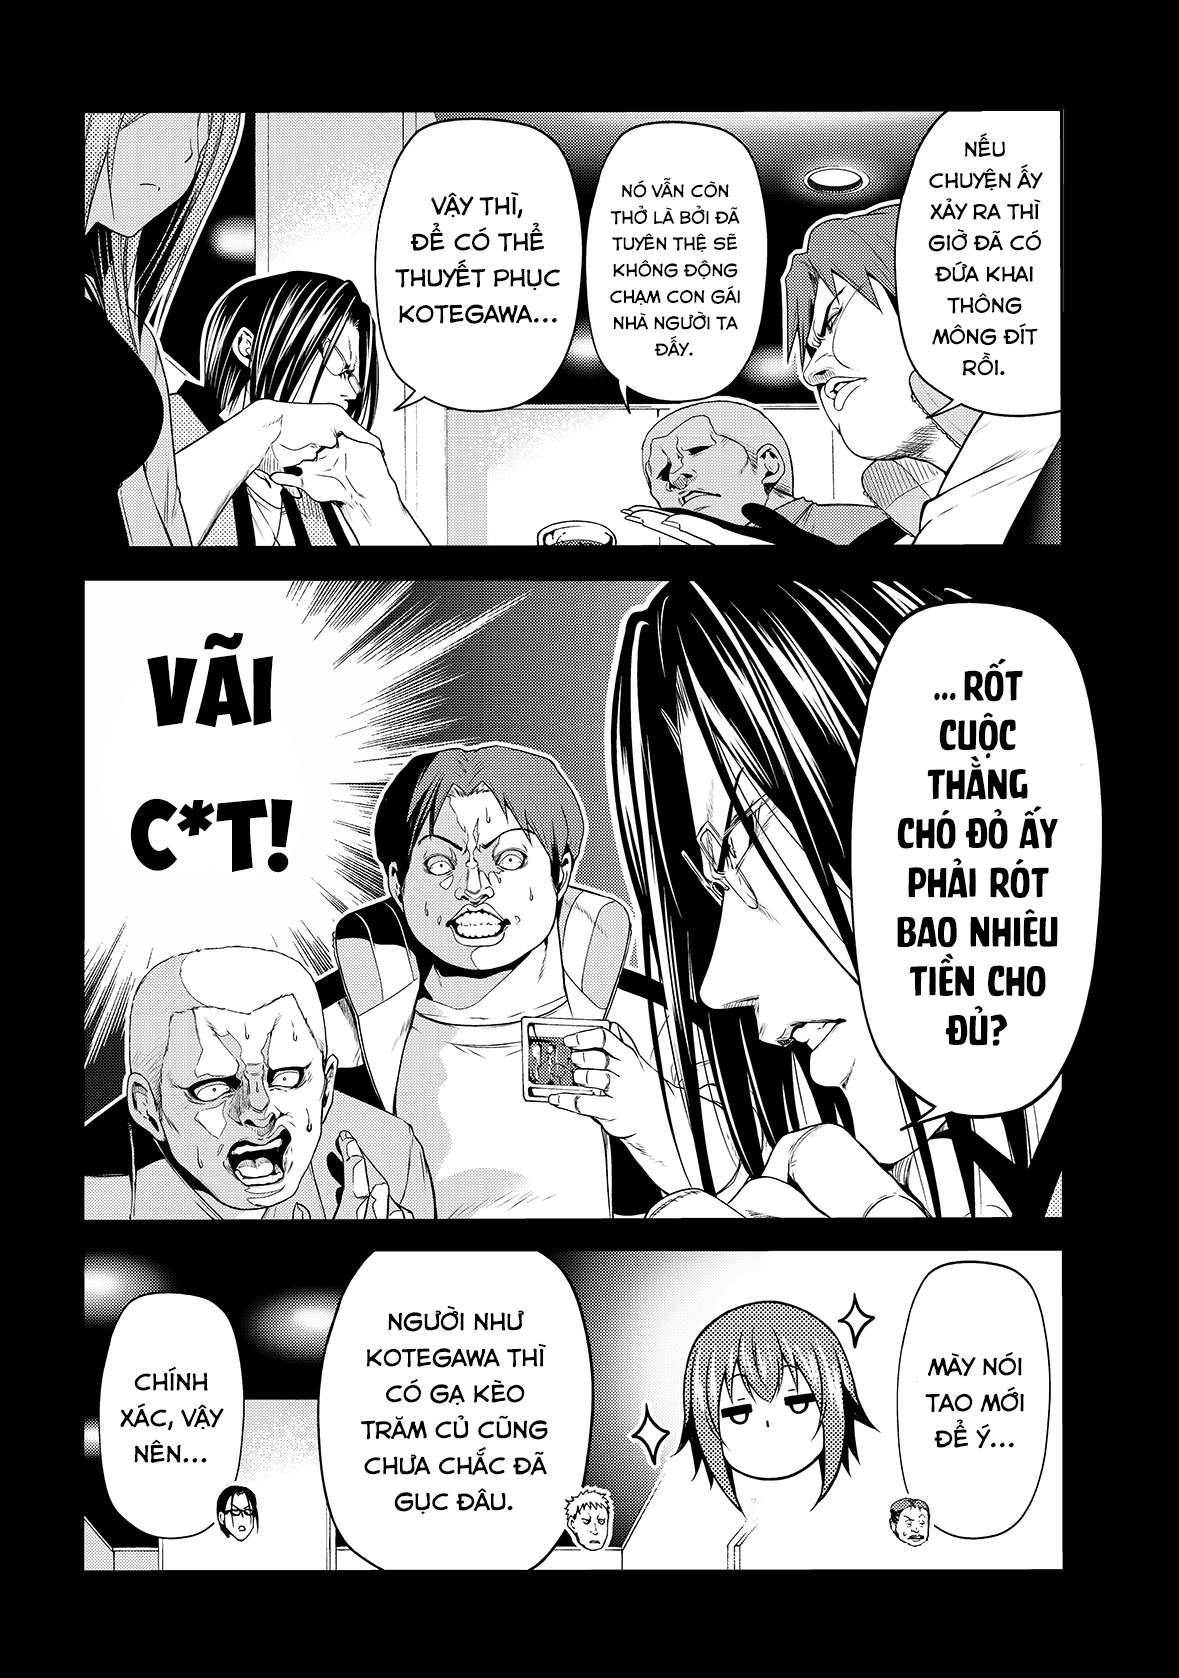 NẾU
CHUYỆN ẤY
XẢY RA THÌ
GIỜ ĐÃ CÓ
ĐỨA KHAI
THÔNG
MÔNG ĐÍT
RỒI.
NÓ VẪN CÒN
THỞ LÀ BỞI ĐÃ
TUYÊN THỆ SẼ
KHÔNG ĐỘNG
CHẠM CON GÁI
NHÀ NGƯỜI TA
ĐẤY.
VẬY THÌ,
ĐỂ CÓ THỂ
THUYẾT PHỤC
KOTEGAWA...
...RỐT
CUỘC
THẰNG
CHÓ ĐỎ ẤY
PHẢI RÓT
BAO NHIÊU
TIỀN CHO
ĐỦ?
VÃI
C*T!
MÀY NÓI
TAO MỚI
ĐỂ Ý...
NGƯỜI NHƯ
KOTEGAWA THÌ
CÓ GẠ KÈO
TRĂM CỦ CŨNG
CHƯA CHẮC ĐÃ
GỤC ĐÂU.
CHÍNH
XÁC, VẬY
NÊN...